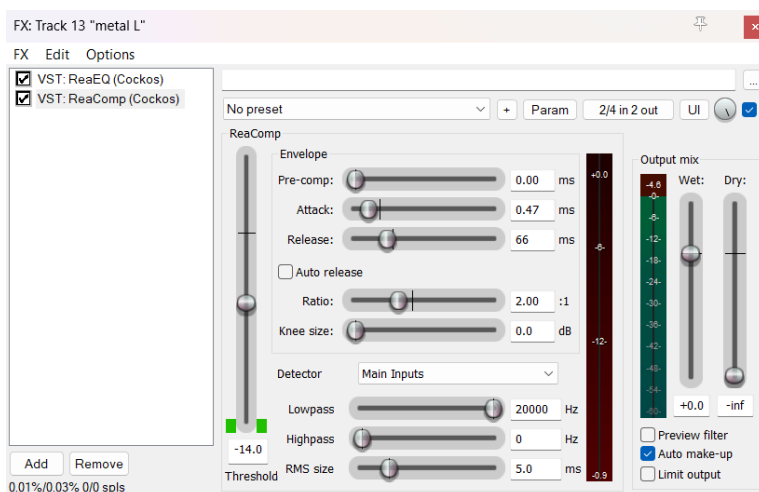 FX: Track 13 "metal L"
FX Edit Options
VST: ReaEQ (Cockos)
VST: ReaComp (Cockos)
...
No preset + Param 2/4 in 2 out UI
ReaComp
Envelope
Pre-comp: 0.00 ms
Attack: 0.47 ms
Release: 66 ms
Auto release
Ratio: 2.00 :1
Knee size: 0.0 dB
Detector Main Inputs
Lowpass 20000 Hz
Highpass 0 Hz
RMS size 5.0 ms
-14.0
Threshold
+0.0
-6-
-12-
-0.9
Output mix
Wet: Dry:
-4.6
-0-
-6-
-12-
-18-
-24-
-30-
-36-
-42-
-48-
-54-
-60-
+0.0 -inf
Preview filter
Auto make-up
Limit output
Add Remove
0.01%/0.03% 0/0 spls